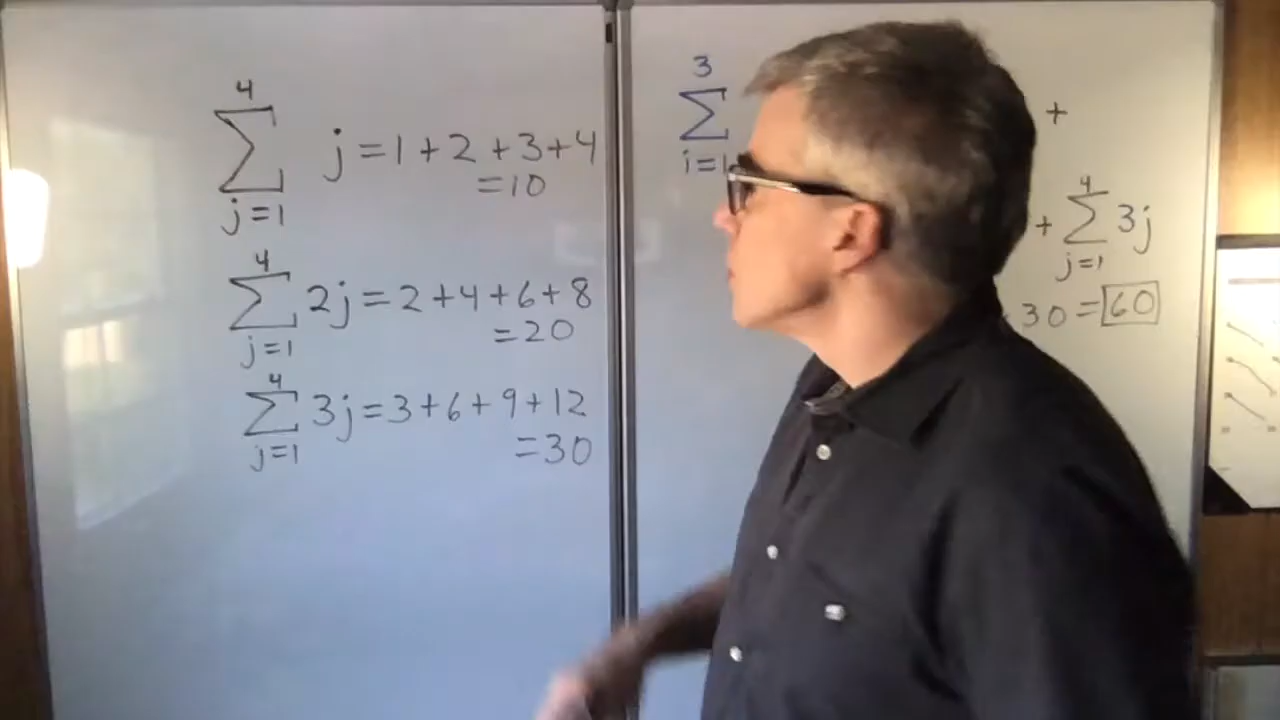 4
∑ j=1+2+3+4
j=1 =10
4
∑ 2j=2+4+6+8
j=1 =20
4
∑ 3j=3+6+9+12
j=1 =30
3
∑ +
i=1
4
+ ∑ 3j
j=1
30 = 60